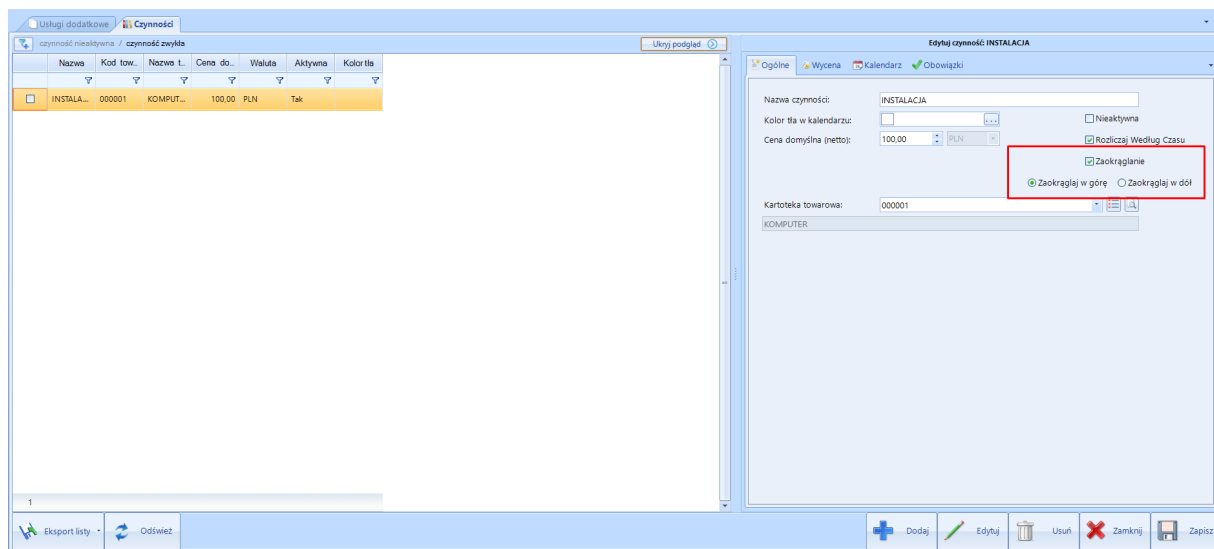 Usługi dodatkowe Czynności
czynność nieaktywna / czynność zwykła Ukryj podgląd
Edytuj czynność: INSTALACJA
Nazwa Kod tow... Nazwa t... Cena do... Waluta Aktywna Kolor tła
INSTALA... 000001 KOMPUT... 100,00 PLN Tak
Ogólne Wycena Kalendarz Obowiązki
Nazwa czynności: INSTALACJA
Kolor tła w kalendarzu: ... Nieaktywna
Cena domyślna (netto): 100,00 PLN Rozliczaj Według Czasu
Zaokrąglanie
Zaokrąglaj w górę Zaokrąglaj w dół
Kartoteka towarowa: 000001
KOMPUTER
1
Eksport listy Odśwież Dodaj Edytuj Usuń Zamknij Zapisz